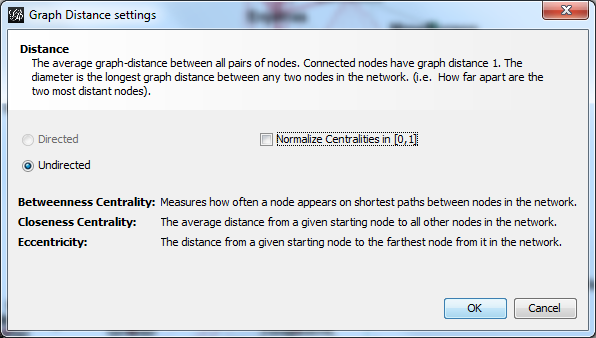 Graph Distance settings
Distance
The average graph-distance between all pairs of nodes. Connected nodes have graph distance 1. The
diameter is the longest graph distance between any two nodes in the network. (i.e. How far apart are the
two most distant nodes).
Directed
Normalize Centralities in [0,1]
Undirected
Betweenness Centrality: Measures how often a node appears on shortest paths between nodes in the network.
Closeness Centrality: The average distance from a given starting node to all other nodes in the network.
Eccentricity: The distance from a given starting node to the farthest node from it in the network.
OK
Cancel